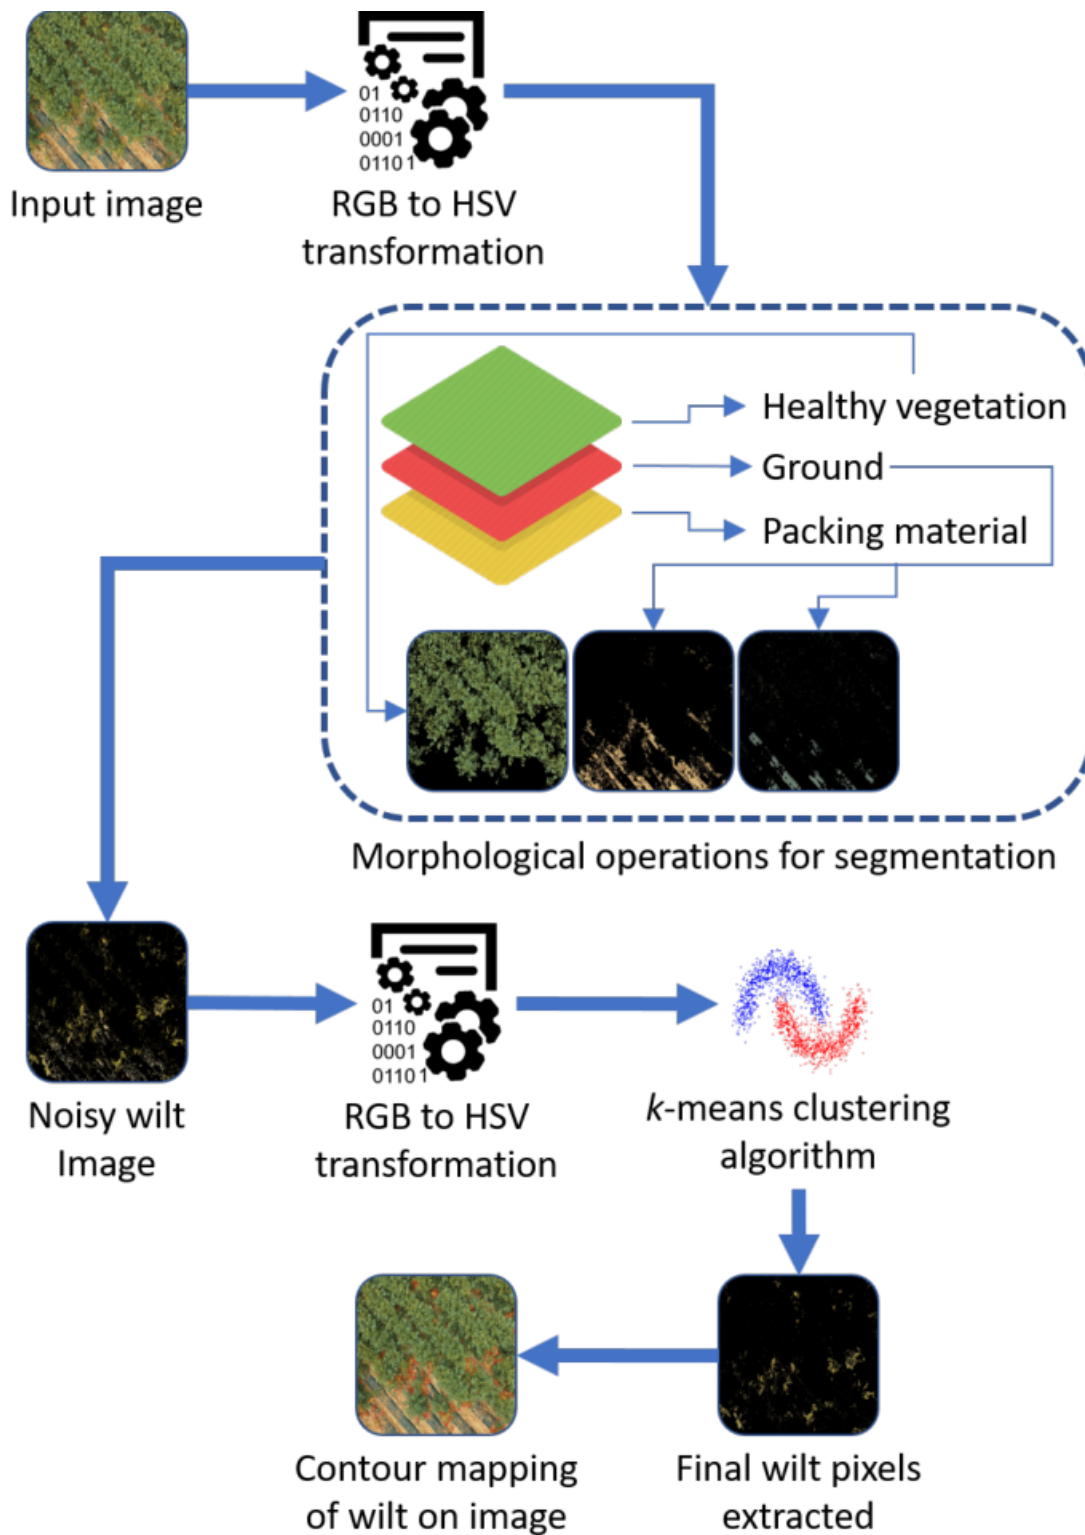 01
0110
0001
01101
Input image
RGB to HSV
transformation
Healthy vegetation
Ground
Packing material
Morphological operations for segmentation
01
0110
0001
01101
Noisy wilt
Image
RGB to HSV
transformation
k-means clustering
algorithm
Contour mapping
of wilt on image
Final wilt pixels
extracted